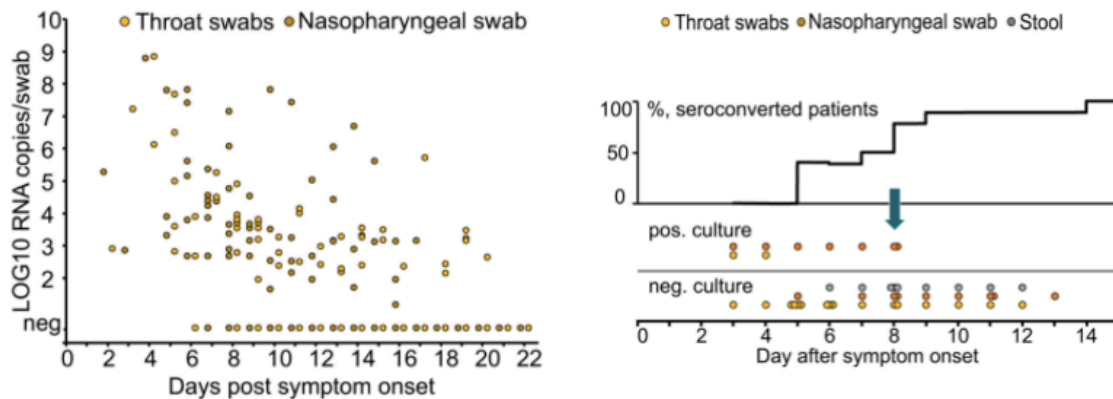 Throat swabs Nasopharyngeal swab
LOG10 RNA copies/swab
10
9
8
7
6
5
4
3
2
neg.
0 2 4 6 8 10 12 14 16 18 20 22
Days post symptom onset
Throat swabs Nasopharyngeal swab Stool
%, seroconverted patients
100
50
0
pos. culture
neg. culture
0 2 4 6 8 10 12 14
Day after symptom onset